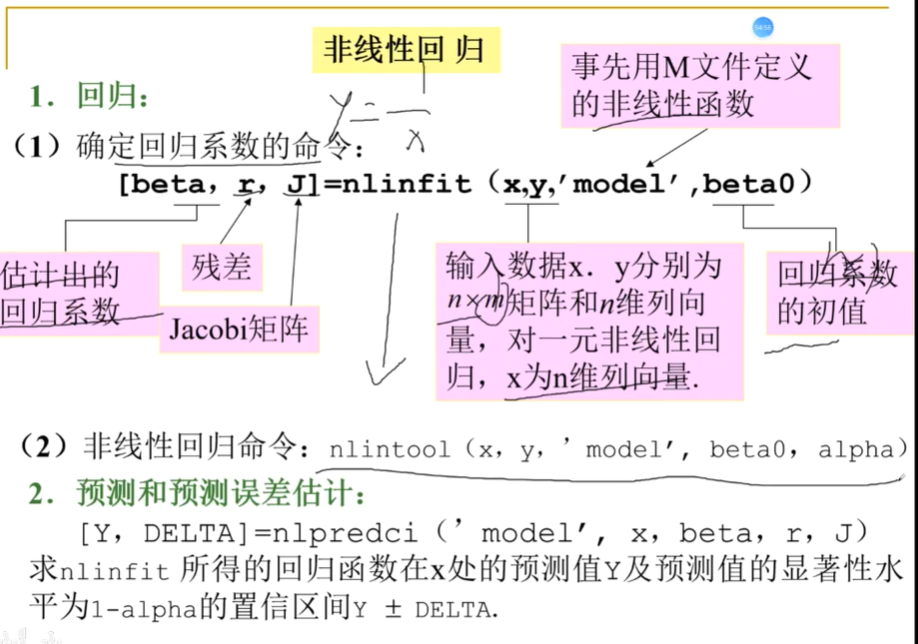 非线性回 归
事先用M文件定义
的非线性函数
1. 回归:
y=1/x
(1)确定回归系数的命令:
[beta, r, J]=nlinfit(x,y,'model',beta0)
估计出的
回归系数
残差
Jacobi矩阵
输入数据x. y分别为
n×m矩阵和n维列向
量,对一元非线性回
归,x为n维列向量.
回归系数
的初值
(2)非线性回归命令:nlintool(x, y, ’model′, beta0, alpha)
2. 预测和预测误差估计:
[Y, DELTA]=nlpredci(’model′, x, beta, r, J)
求nlinfit 所得的回归函数在x处的预测值Y及预测值的显著性水
平为1-alpha的置信区间Y ± DELTA.